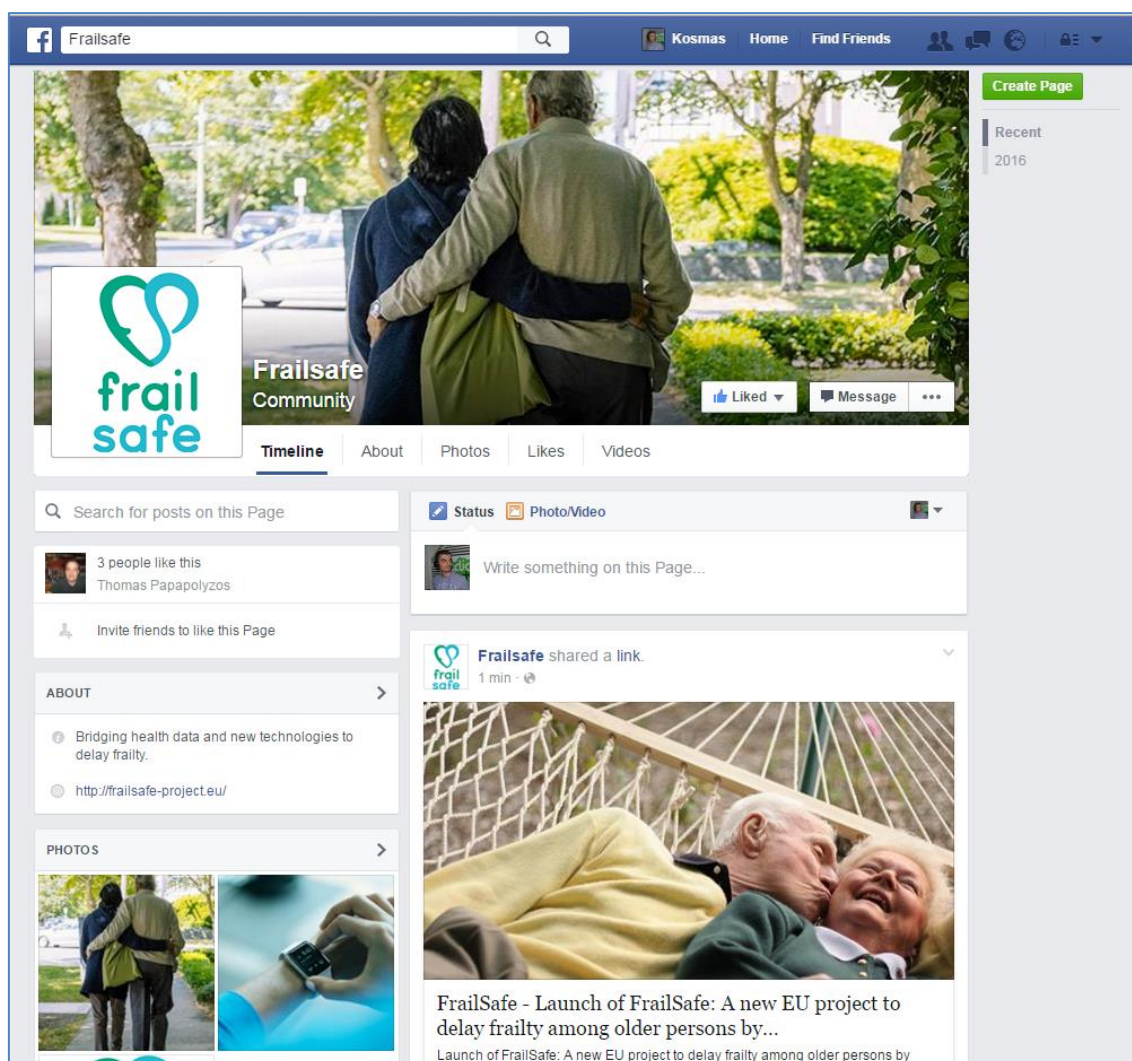 Frailsafe
Kosmas Home Find Friends
Create Page
Recent
2016
frail
safe
Frailsafe
Community
Liked
Message
Timeline About Photos Likes Videos
Search for posts on this Page
3 people like this
Thomas Papapolyzos
Invite friends to like this Page
ABOUT
Bridging health data and new technologies to
delay frailty.
http://frailsafe-project.eu/
PHOTOS
Status Photo/Video
Write something on this Page...
frail
safe
Frailsafe shared a link.
1 min ·
FrailSafe - Launch of FrailSafe: A new EU project to
delay frailty among older persons by...
Launch of FrailSafe: A new EU project to delay frailty among older persons by